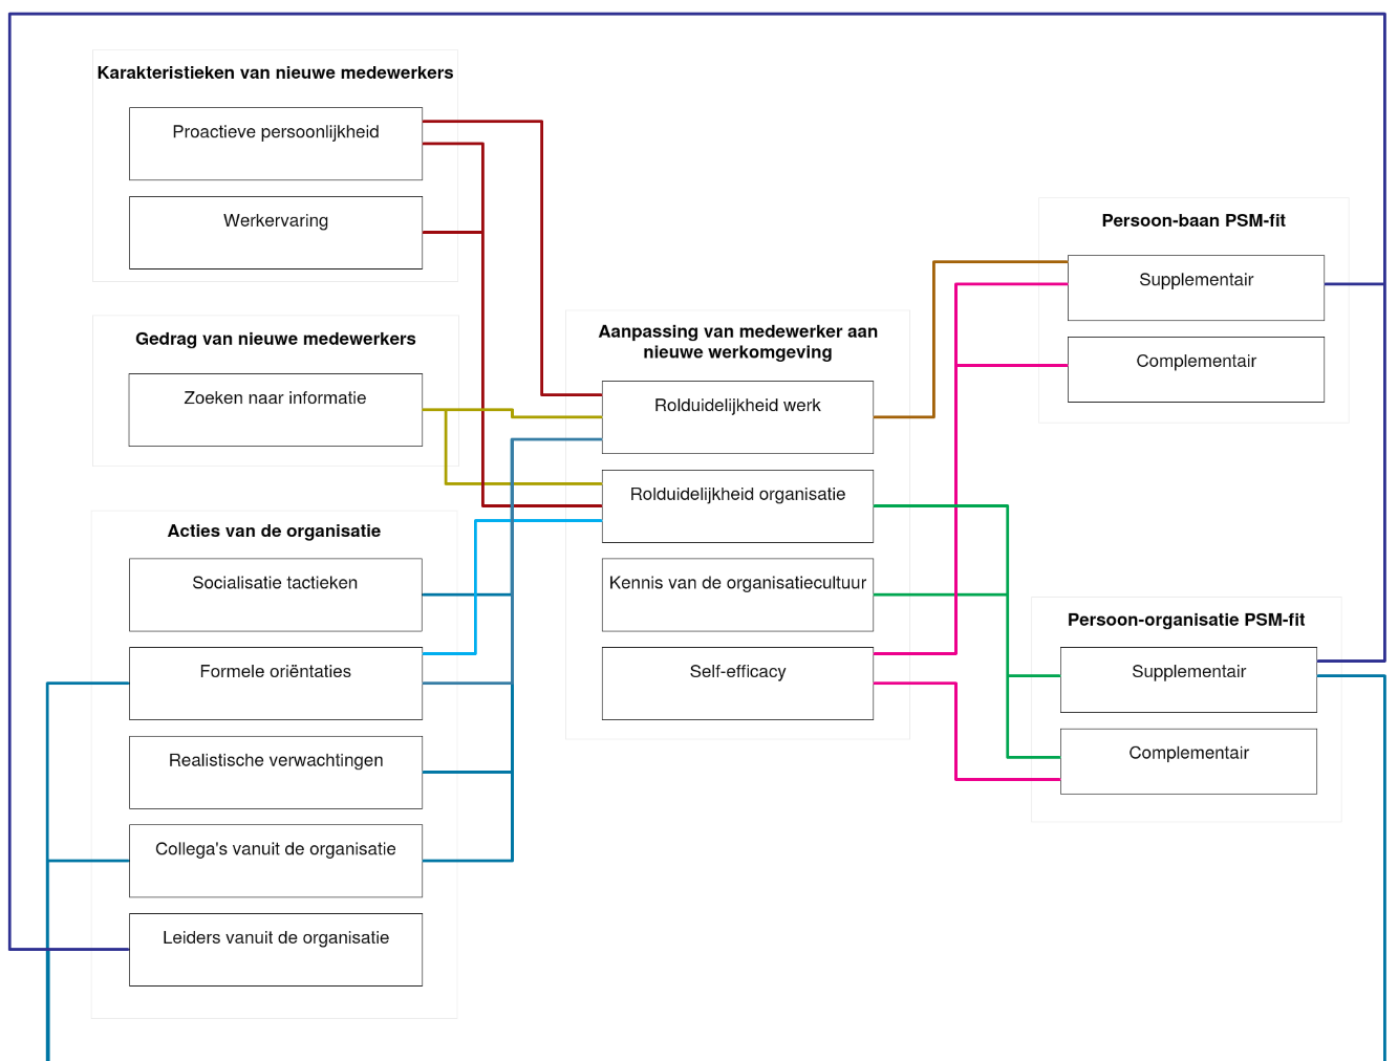 Karakteristieken van nieuwe medewerkers
Proactieve persoonlijkheid
Werkervaring
Gedrag van nieuwe medewerkers
Zoeken naar informatie
Acties van de organisatie
Socialisatie tactieken
Formele oriëntaties
Realistische verwachtingen
Collega's vanuit de organisatie
Leiders vanuit de organisatie
Aanpassing van medewerker aan
nieuwe werkomgeving
Rolduidelijkheid werk
Rolduidelijkheid organisatie
Kennis van de organisatiecultuur
Self-efficacy
Persoon-baan PSM-fit
Supplementair
Complementair
Persoon-organisatie PSM-fit
Supplementair
Complementair